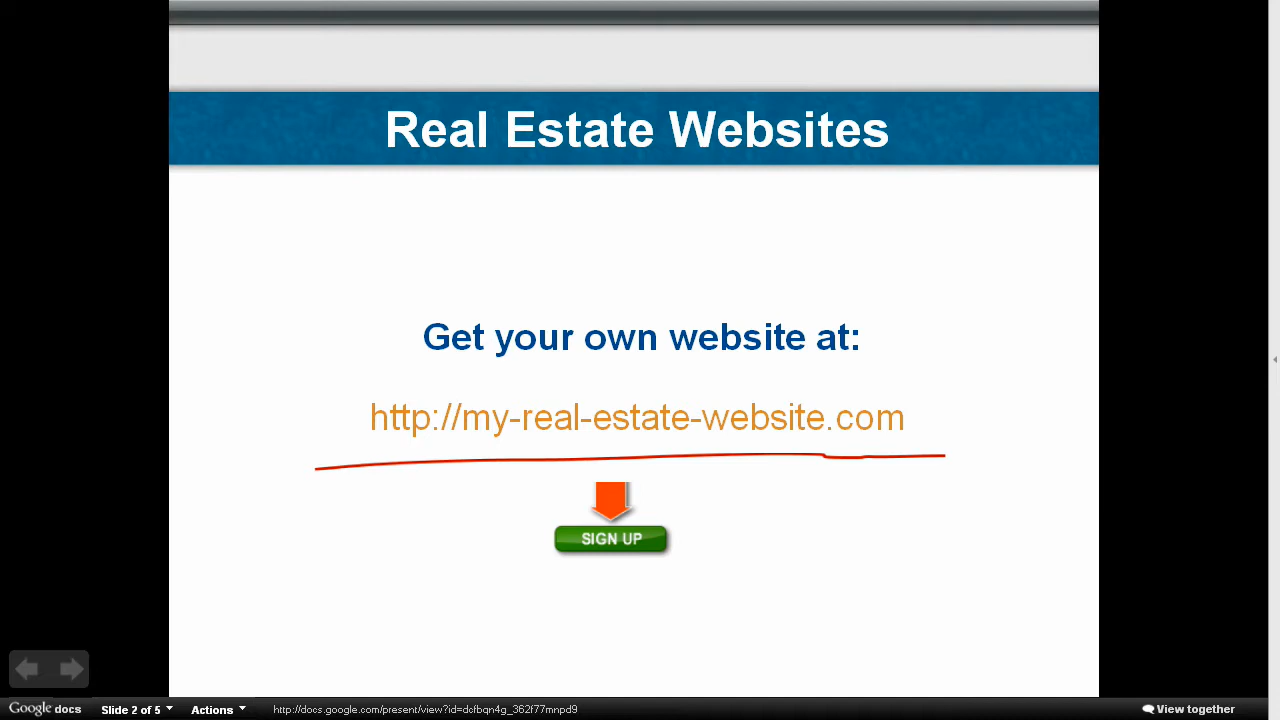 Real Estate Websites
Get your own website at:
http://my-real-estate-website.com
SIGN UP
Google docs Slide 2 of 5 Actions http://docs.google.com/present/view?id=dcfbqn4g_362f77mnpd9 View together